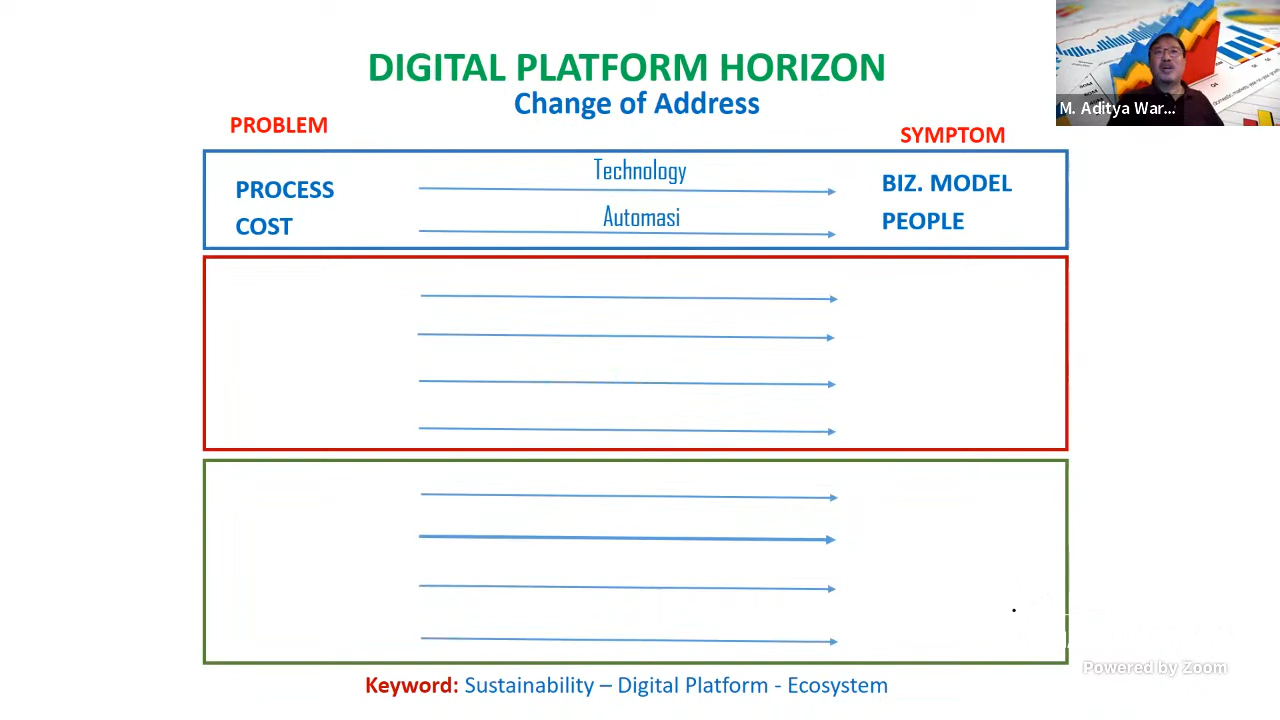 DIGITAL PLATFORM HORIZON
Change of Address
PROBLEM
SYMPTOM
M. Aditya War...
PROCESS
Technology
BIZ. MODEL
COST
Automasi
PEOPLE
Keyword: Sustainability – Digital Platform - Ecosystem
Powered by Zoom